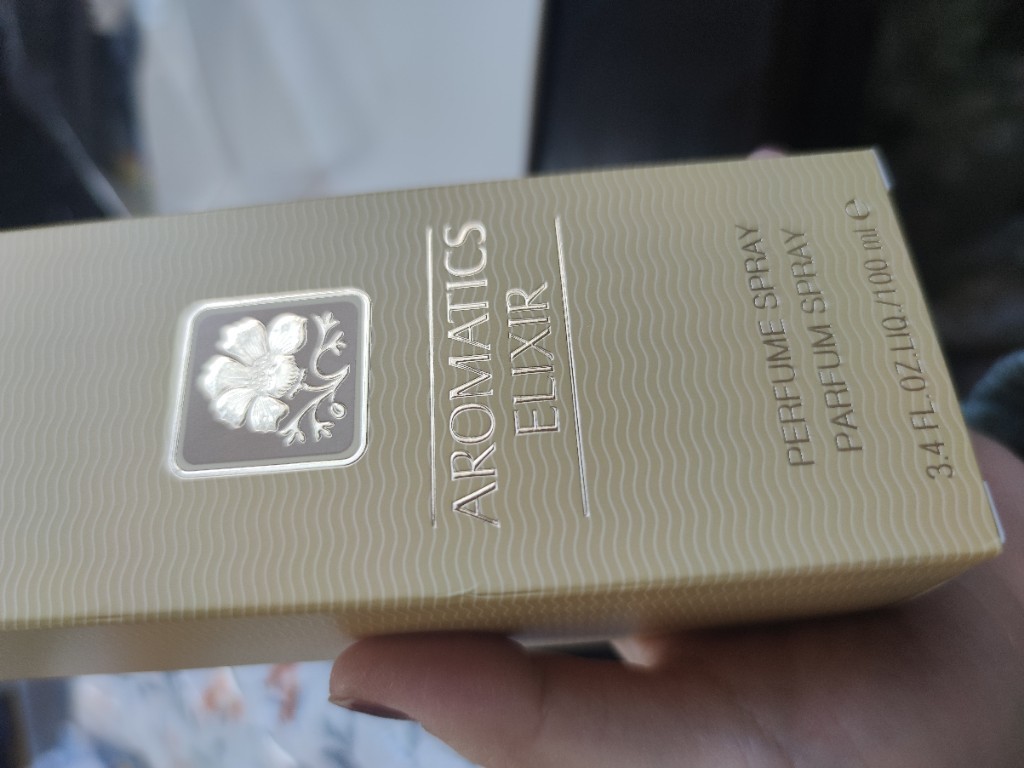 AROMATICS
ELIXIR
PERFUME SPRAY
PARFUM SPRAY
3.4 FL.OZ.LIQ./100 ml ℮